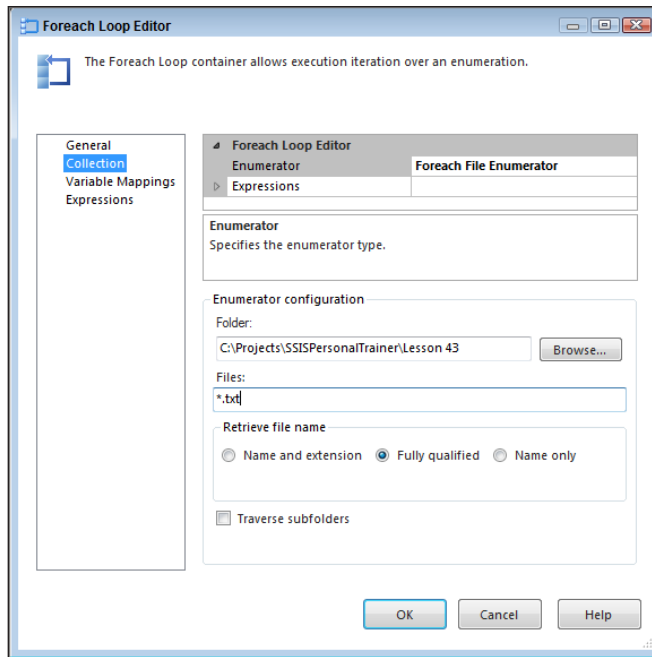 Foreach Loop Editor
The Foreach Loop container allows execution iteration over an enumeration.
General
Collection
Variable Mappings
Expressions
Foreach Loop Editor
Enumerator Foreach File Enumerator
Expressions
Enumerator
Specifies the enumerator type.
Enumerator configuration
Folder:
C:\Projects\SSISPersonalTrainer\Lesson 43 Browse...
Files:
*.txt
Retrieve file name
Name and extension Fully qualified Name only
Traverse subfolders
OK Cancel Help